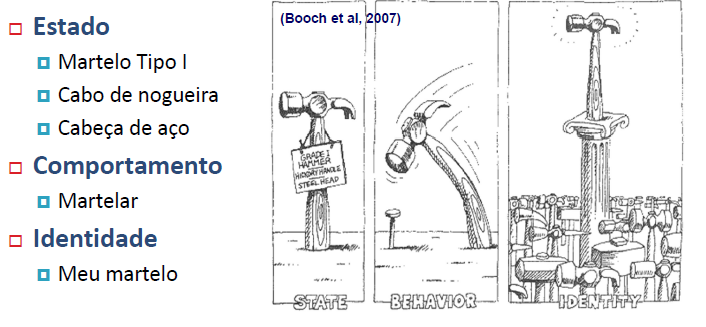 Estado
Martelo Tipo I
Cabo de nogueira
Cabeça de aço
Comportamento
Martelar
Identidade
Meu martelo
(Booch et al, 2007)
GRADE I
HAMMER
HICKORY HANDLE
STEEL HEAD
STATE
BEHAVIOR
IDENTITY